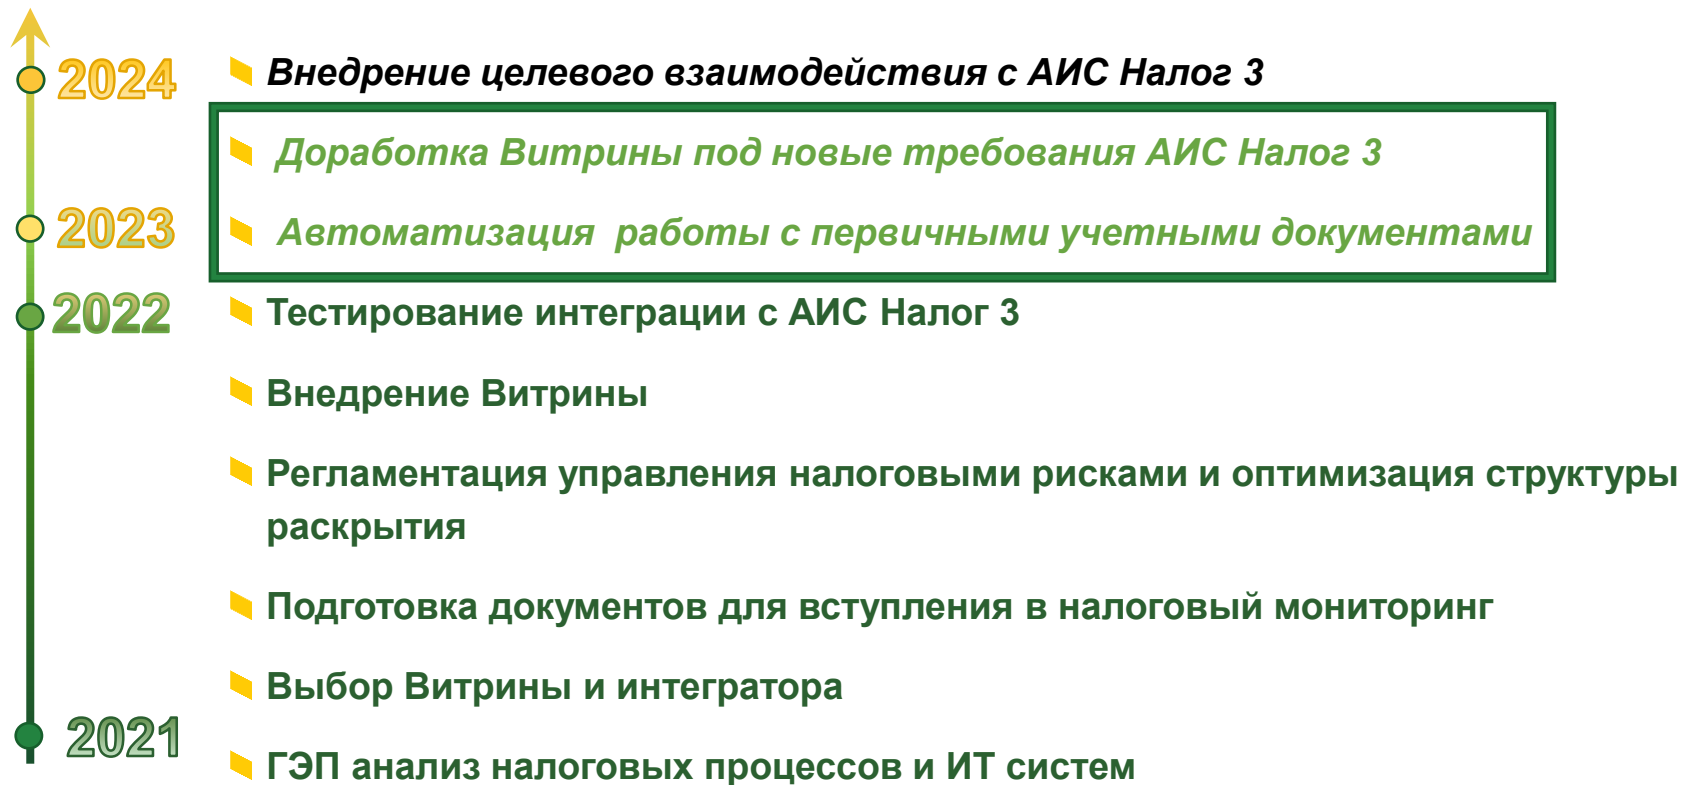 2024
Внедрение целевого взаимодействия с АИС Налог 3
Доработка Витрины под новые требования АИС Налог 3
2023
Автоматизация работы с первичными учетными документами
2022
Тестирование интеграции с АИС Налог 3
Внедрение Витрины
Регламентация управления налоговыми рисками и оптимизация структуры
раскрытия
Подготовка документов для вступления в налоговый мониторинг
Выбор Витрины и интегратора
2021
ГЭП анализ налоговых процессов и ИТ систем